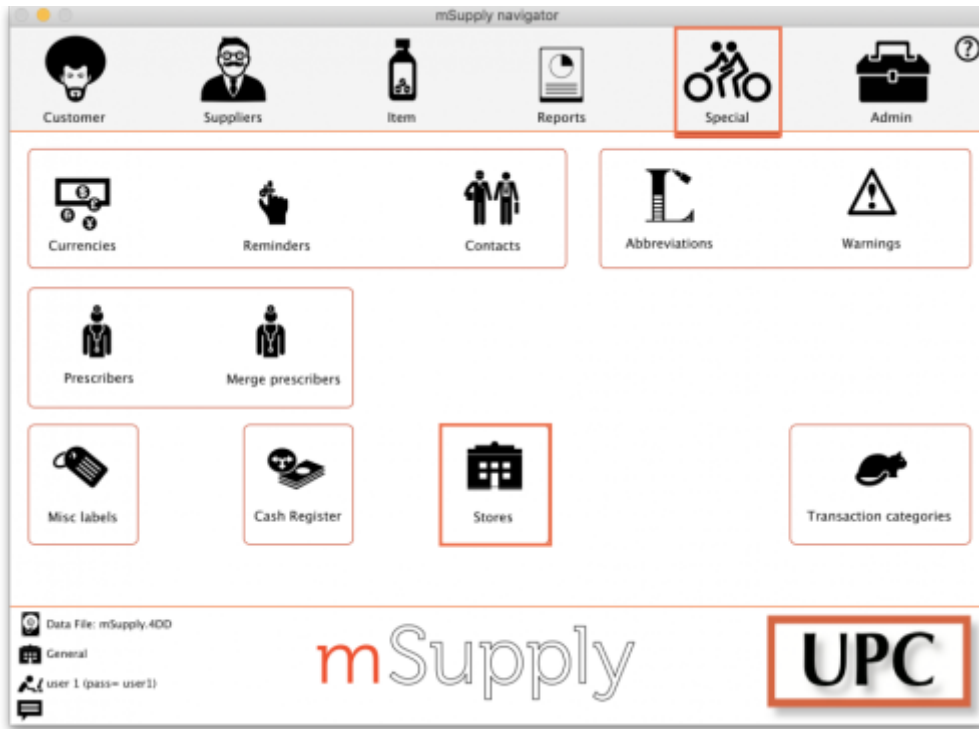 mSupply navigator
Customer Suppliers Item Reports Special Admin ?
Currencies Reminders Contacts Abbreviations Warnings
Prescribers Merge prescribers
Misc labels Cash Register Stores Transaction categories
Data File: mSupply.4DD
General
user 1 (pass= user1)
mSupply
UPC